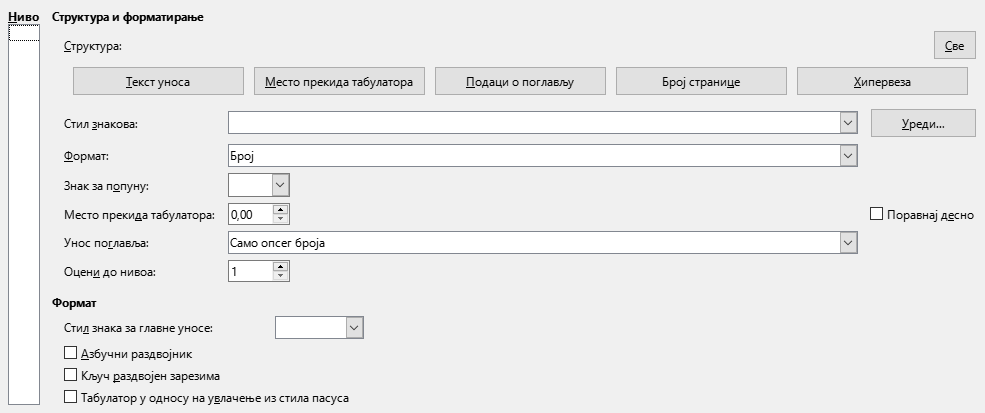 Ниво Структура и форматирање
Структура: Све
Текст уноса Место прекида табулатора Подаци о поглављу Број странице Хипервеза
Стил знакова: Уреди...
Формат: Број
Знак за попуну:
Место прекида табулатора: 0,00 Поравнај десно
Унос поглавља: Само опсег броја
Оцени до нивоа: 1
Формат
Стил знака за главне уносе:
Азбучни раздвојник
Кључ раздвојен зарезима
Табулатор у односу на увлачење из стила пасуса